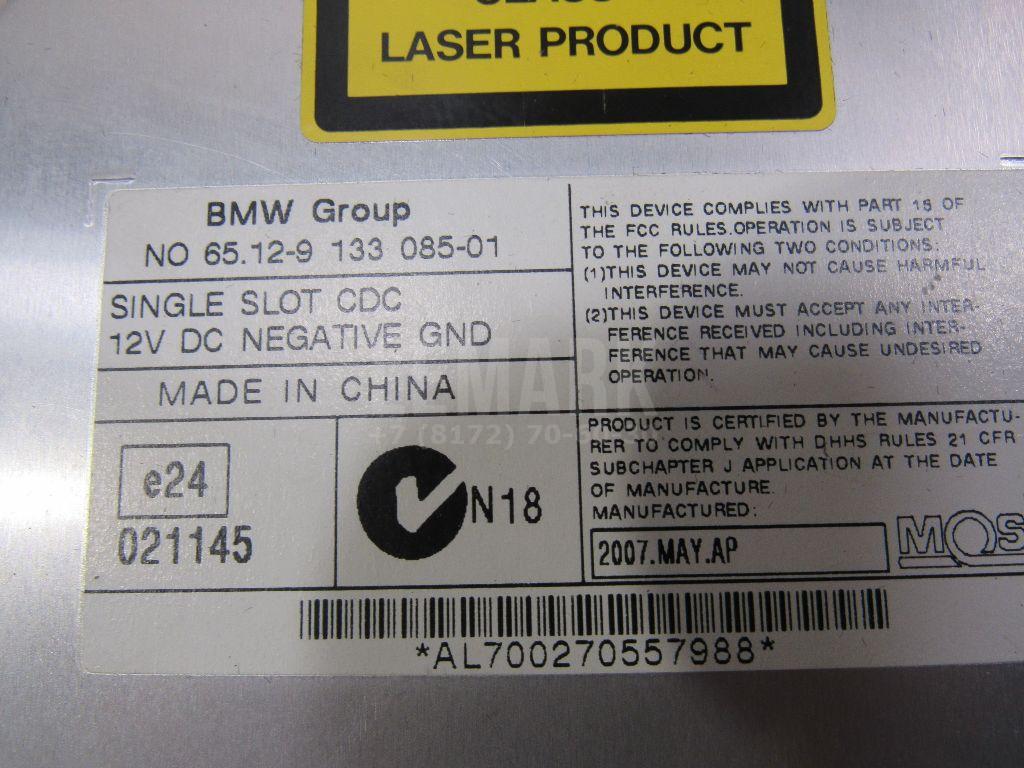 LASER PRODUCT
BMW Group
NO 65.12-9 133 085-01
SINGLE SLOT CDC
12V DC NEGATIVE GND
MADE IN CHINA
e24
021145
N18
THIS DEVICE COMPLIES WITH PART 15 OF
THE FCC RULES.OPERATION IS SUBJECT
TO THE FOLLOWING TWO CONDITIONS:
(1)THIS DEVICE MAY NOT CAUSE HARMFUL
INTERFERENCE.
(2)THIS DEVICE MUST ACCEPT ANY INTER-
FERENCE RECEIVED INCLUDING INTER-
FERENCE THAT MAY CAUSE UNDESIRED
OPERATION.
PRODUCT IS CERTIFIED BY THE MANUFACTU-
RER TO COMPLY WITH DHHS RULES 21 CFR
SUBCHAPTER J APPLICATION AT THE DATE
OF MANUFACTURE.
MANUFACTURED:
2007.MAY.AP
MQS
*AL700270557988*